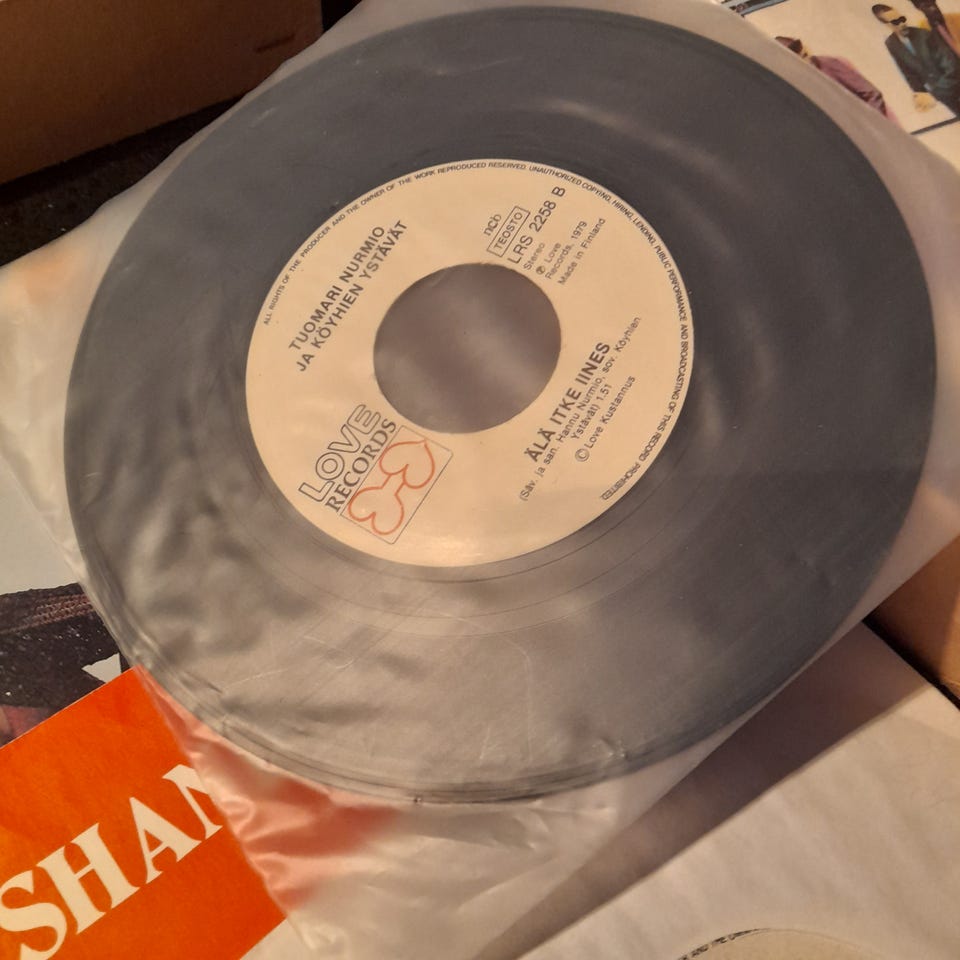 ALL RIGHTS OF THE PRODUCER AND THE OWNER OF THE WORK REPRODUCED RESERVED. UNAUTHORIZED COPYING, HIRING, LENDING, PUBLIC PERFORMANCE AND BROADCASTING OF THIS RECORD PROHIBITED.
TUOMARI NURMIO
JA KÖYHIEN YSTÄVÄT
ncb
TEOSTO
LRS 2258 B
Stereo
℗ Love
Records, 1979
Made in Finland
LOVE
RECORDS
ÄLÄ ITKE IINES
(Säv. ja san. Hannu Nurmio, sov. Köyhien
Ystävät) 1.51
© Love Kustannus
SHAN